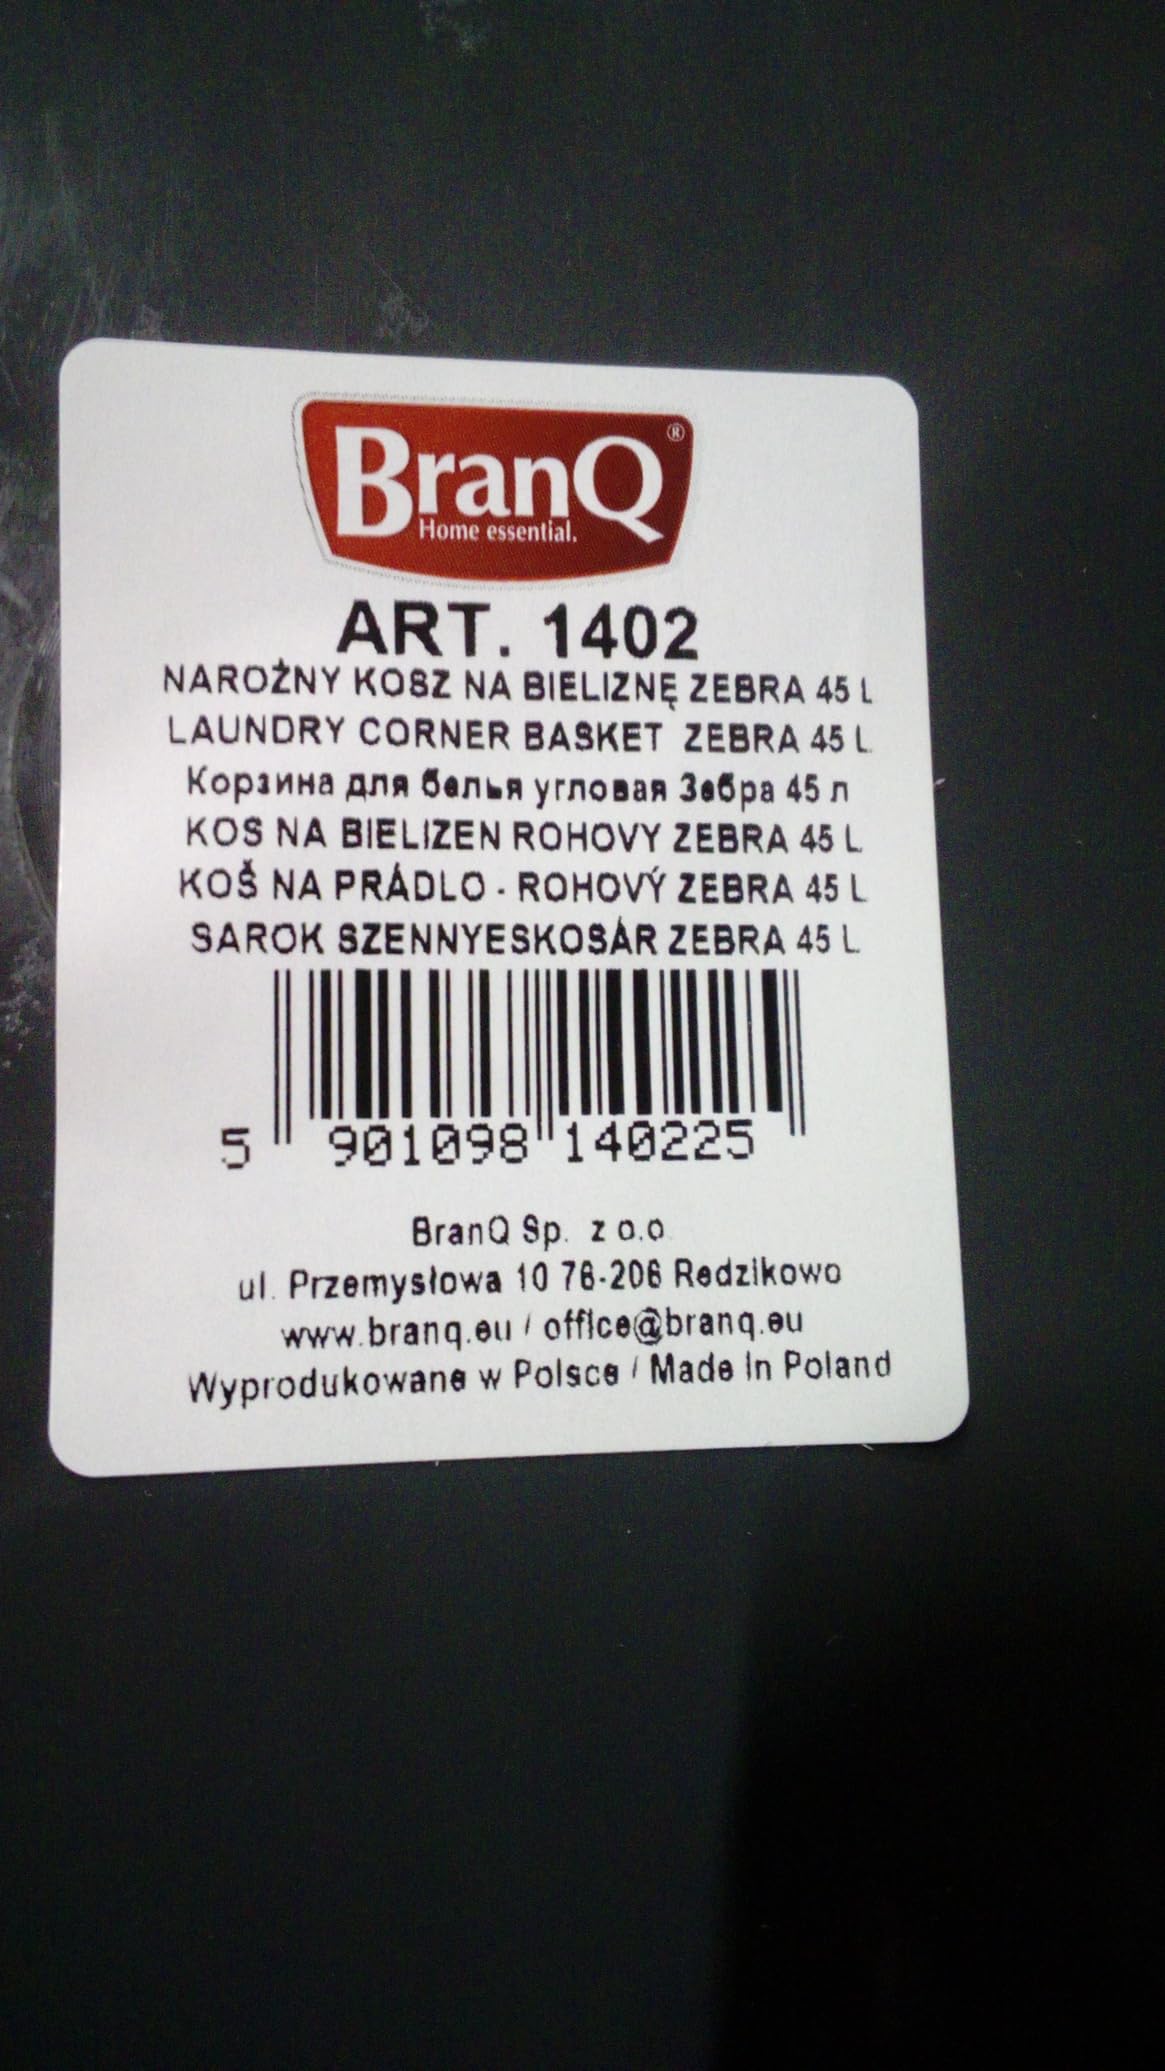 BranQ®
Home essential.
ART. 1402
NAROŻNY KOSZ NA BIELIZNĘ ZEBRA 45 L
LAUNDRY CORNER BASKET ZEBRA 45 L
Корзина для белья угловая Зебра 45 л
KOS NA BIELIZEN ROHOVY ZEBRA 45 L
KOŠ NA PRÁDLO - ROHOVÝ ZEBRA 45 L
SAROK SZENNYESKOSÁR ZEBRA 45 L
5 901098 140225
BranQ Sp. z o.o
ul. Przemysłowa 10 76-206 Redzikowo
www.branq.eu / office@branq.eu
Wyprodukowane w Polsce / Made in Poland